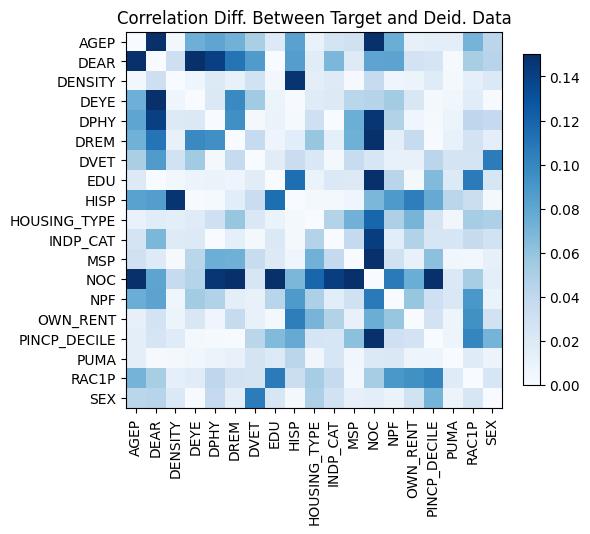 Correlation Diff. Between Target and Deid. Data
AGEP
DEAR
DENSITY
DEYE
DPHY
DREM
DVET
EDU
HISP
HOUSING_TYPE
INDP_CAT
MSP
NOC
NPF
OWN_RENT
PINCP_DECILE
PUMA
RAC1P
SEX
AGEP
DEAR
DENSITY
DEYE
DPHY
DREM
DVET
EDU
HISP
HOUSING_TYPE
INDP_CAT
MSP
NOC
NPF
OWN_RENT
PINCP_DECILE
PUMA
RAC1P
SEX
0.14
0.12
0.10
0.08
0.06
0.04
0.02
0.00